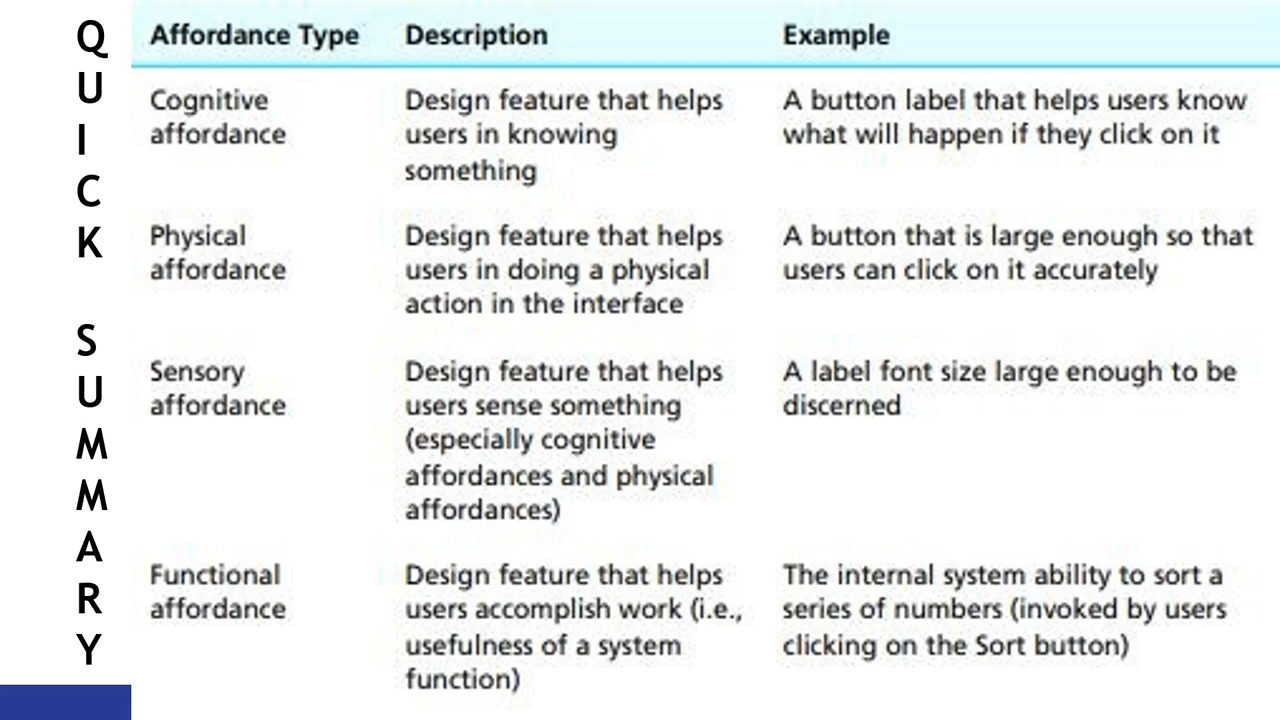 QUICK SUMMARY
Affordance Type
Description
Example
Cognitive
affordance
Design feature that helps
users in knowing
something
A button label that helps users know
what will happen if they click on it
Physical
affordance
Design feature that helps
users in doing a physical
action in the interface
A button that is large enough so that
users can click on it accurately
Sensory
affordance
Design feature that helps
users sense something
(especially cognitive
affordances and physical
affordances)
A label font size large enough to be
discerned
Functional
affordance
Design feature that helps
users accomplish work (i.e.,
usefulness of a system
function)
The internal system ability to sort a
series of numbers (invoked by users
clicking on the Sort button)